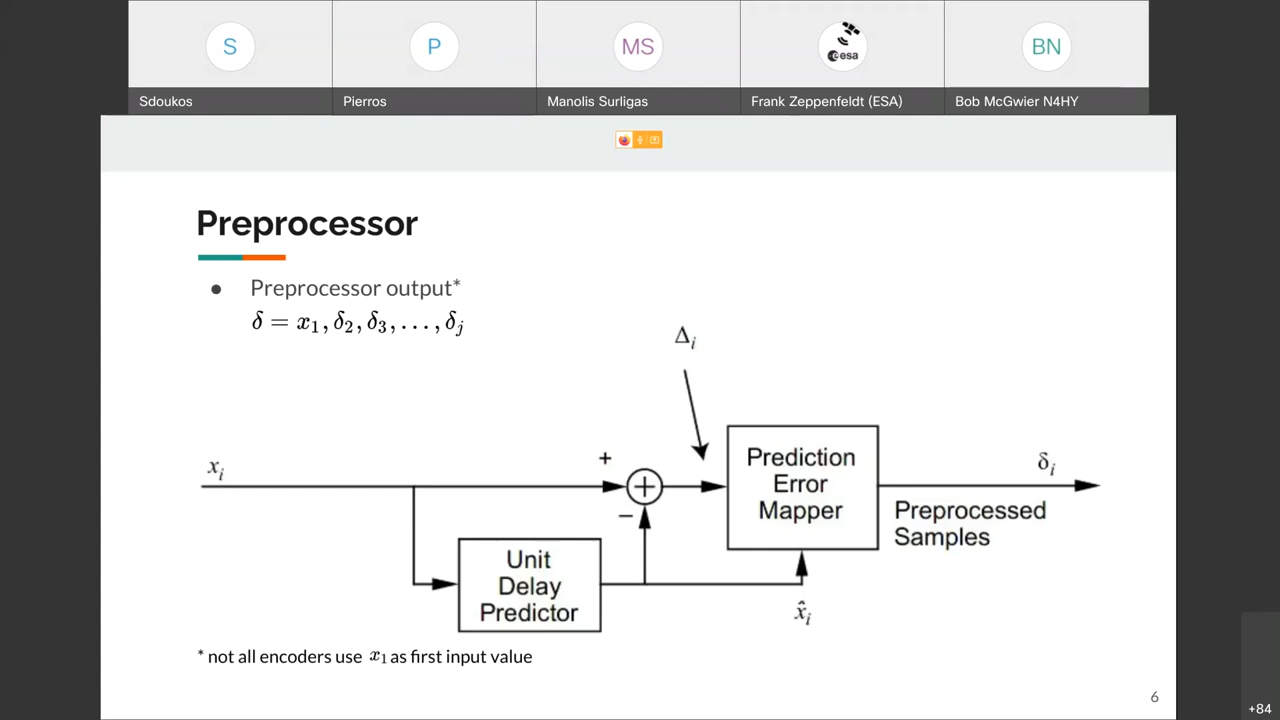 S
P
MS
esa
BN
Sdoukos
Pierros
Manolis Surligas
Frank Zeppenfeldt (ESA)
Bob McGwier N4HY
Preprocessor
● Preprocessor output*
δ = x₁, δ₂, δ₃, . . . , δⱼ
Δᵢ
xᵢ
+
+
−
Prediction
Error
Mapper
δᵢ
Preprocessed
Samples
Unit
Delay
Predictor
x̂ᵢ
* not all encoders use x₁ as first input value
6
+84